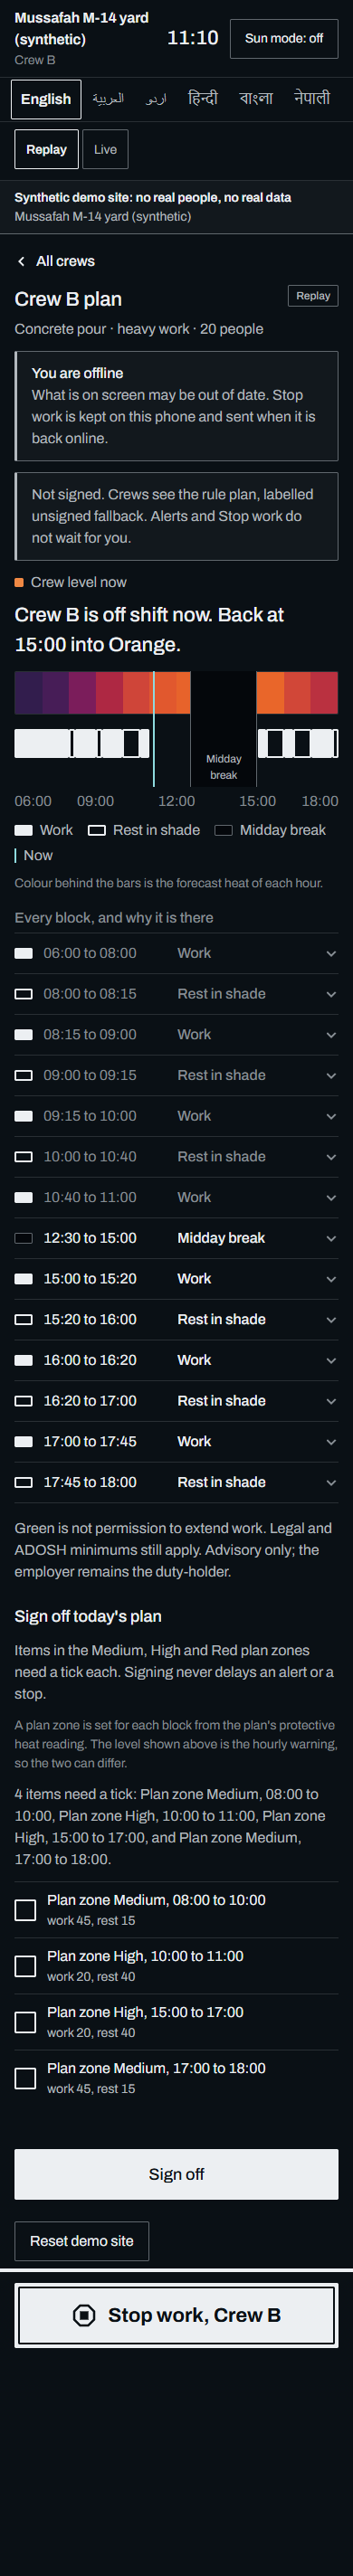 Mussafah M-14 yard
(synthetic)
Crew B
11:10
Sun mode: off
English
العربية
اردو
हिन्दी
বাংলা
नेपाली
Replay
Live
Synthetic demo site: no real people, no real data
Mussafah M-14 yard (synthetic)
All crews
Crew B plan
Replay
Concrete pour · heavy work · 20 people
You are offline
What is on screen may be out of date. Stop
work is kept on this phone and sent when it is
back online.
Not signed. Crews see the rule plan, labelled
unsigned fallback. Alerts and Stop work do
not wait for you.
Crew level now
Crew B is off shift now. Back at
15:00 into Orange.
Midday
break
06:00 09:00 12:00 15:00 18:00
Work Rest in shade Midday break
Now
Colour behind the bars is the forecast heat of each hour.
Every block, and why it is there
06:00 to 08:00 Work
08:00 to 08:15 Rest in shade
08:15 to 09:00 Work
09:00 to 09:15 Rest in shade
09:15 to 10:00 Work
10:00 to 10:40 Rest in shade
10:40 to 11:00 Work
12:30 to 15:00 Midday break
15:00 to 15:20 Work
15:20 to 16:00 Rest in shade
16:00 to 16:20 Work
16:20 to 17:00 Rest in shade
17:00 to 17:45 Work
17:45 to 18:00 Rest in shade
Green is not permission to extend work. Legal and
ADOSH minimums still apply. Advisory only; the
employer remains the duty-holder.
Sign off today's plan
Items in the Medium, High and Red plan zones
need a tick each. Signing never delays an alert or a
stop.
A plan zone is set for each block from the plan's protective
heat reading. The level shown above is the hourly warning,
so the two can differ.
4 items need a tick: Plan zone Medium, 08:00 to
10:00, Plan zone High, 10:00 to 11:00, Plan zone
High, 15:00 to 17:00, and Plan zone Medium,
17:00 to 18:00.
Plan zone Medium, 08:00 to 10:00
work 45, rest 15
Plan zone High, 10:00 to 11:00
work 20, rest 40
Plan zone High, 15:00 to 17:00
work 20, rest 40
Plan zone Medium, 17:00 to 18:00
work 45, rest 15
Sign off
Reset demo site
Stop work, Crew B